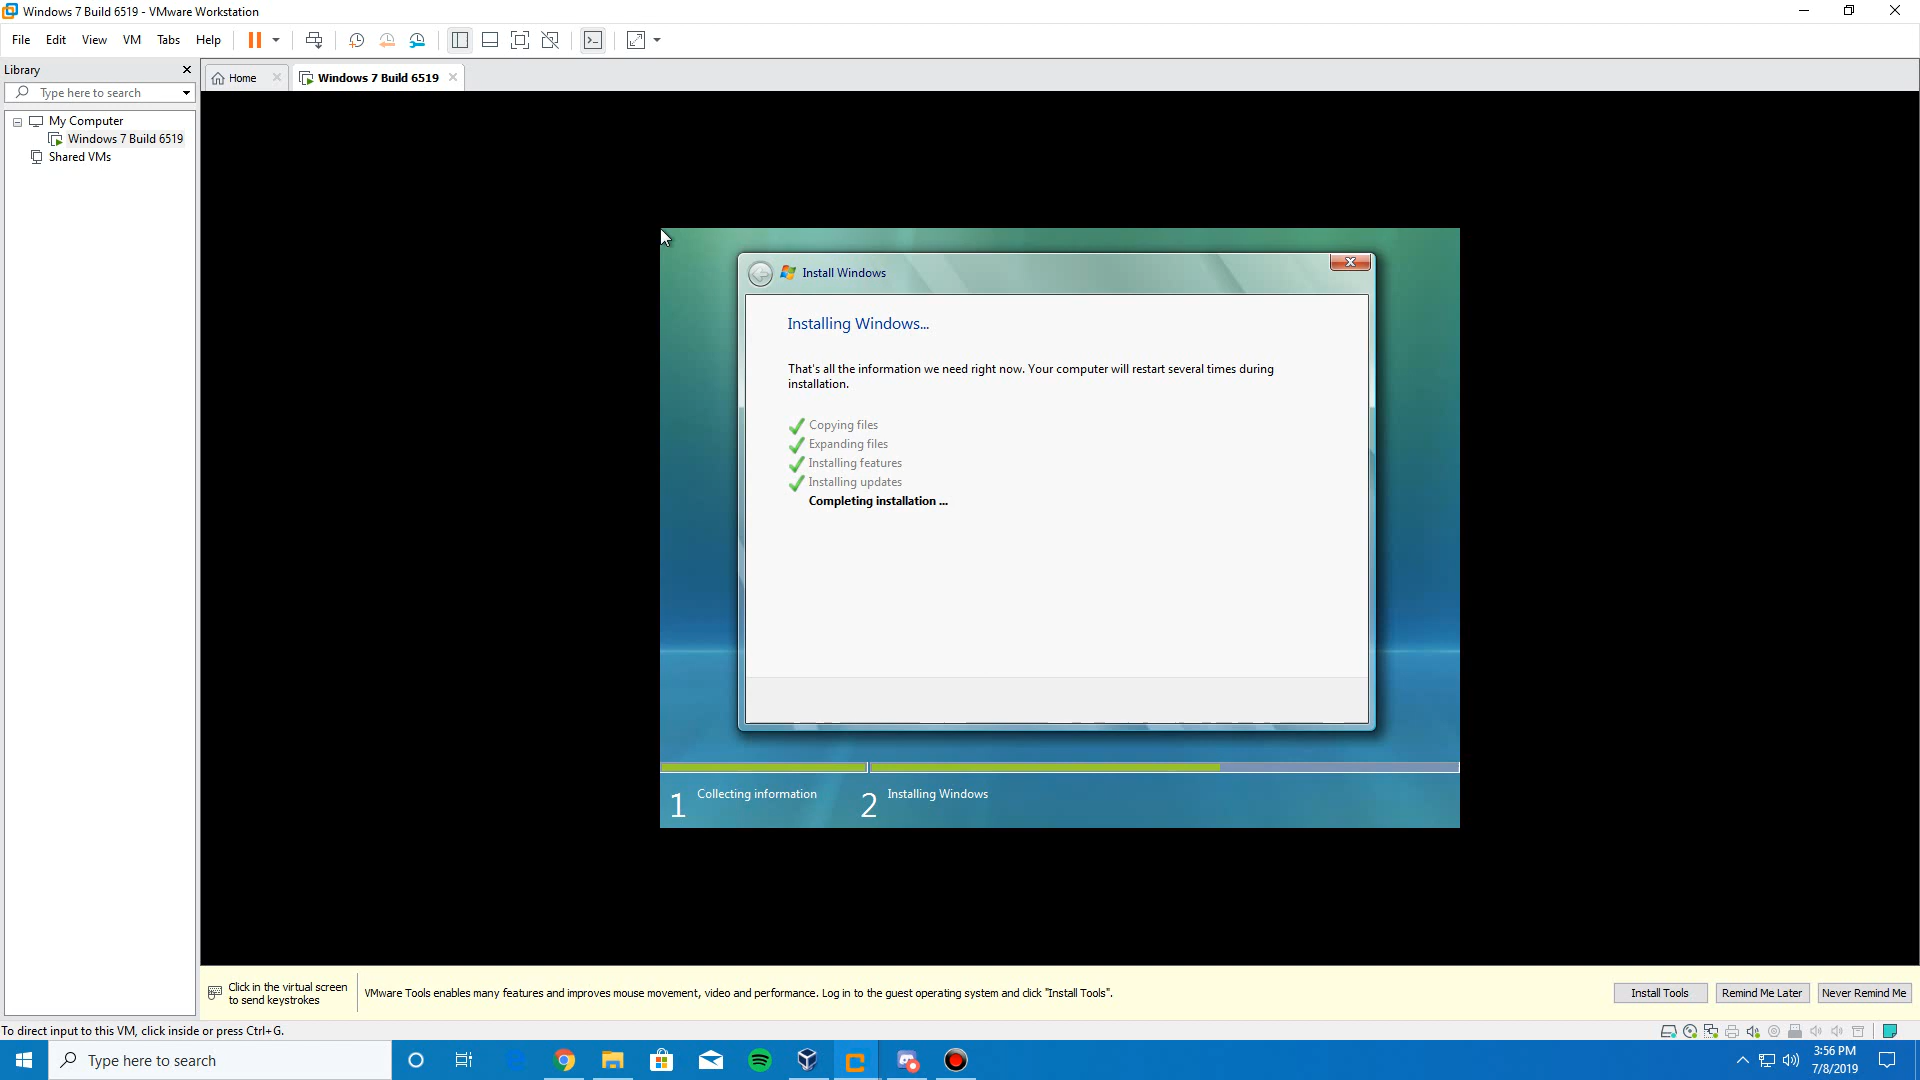 Windows 7 Build 6519 - VMware Workstation
File Edit View VM Tabs Help
Library
Home
Windows 7 Build 6519
Type here to search
My Computer
Windows 7 Build 6519
Shared VMs
Install Windows
Installing Windows...
That's all the information we need right now. Your computer will restart several times during
installation.
Copying files
Expanding files
Installing features
Installing updates
Completing installation ...
1 Collecting information
2 Installing Windows
Click in the virtual screen
to send keystrokes
VMware Tools enables many features and improves mouse movement, video and performance. Log in to the guest operating system and click "Install Tools".
Install Tools
Remind Me Later
Never Remind Me
To direct input to this VM, click inside or press Ctrl+G.
Type here to search
3:56 PM
7/8/2019